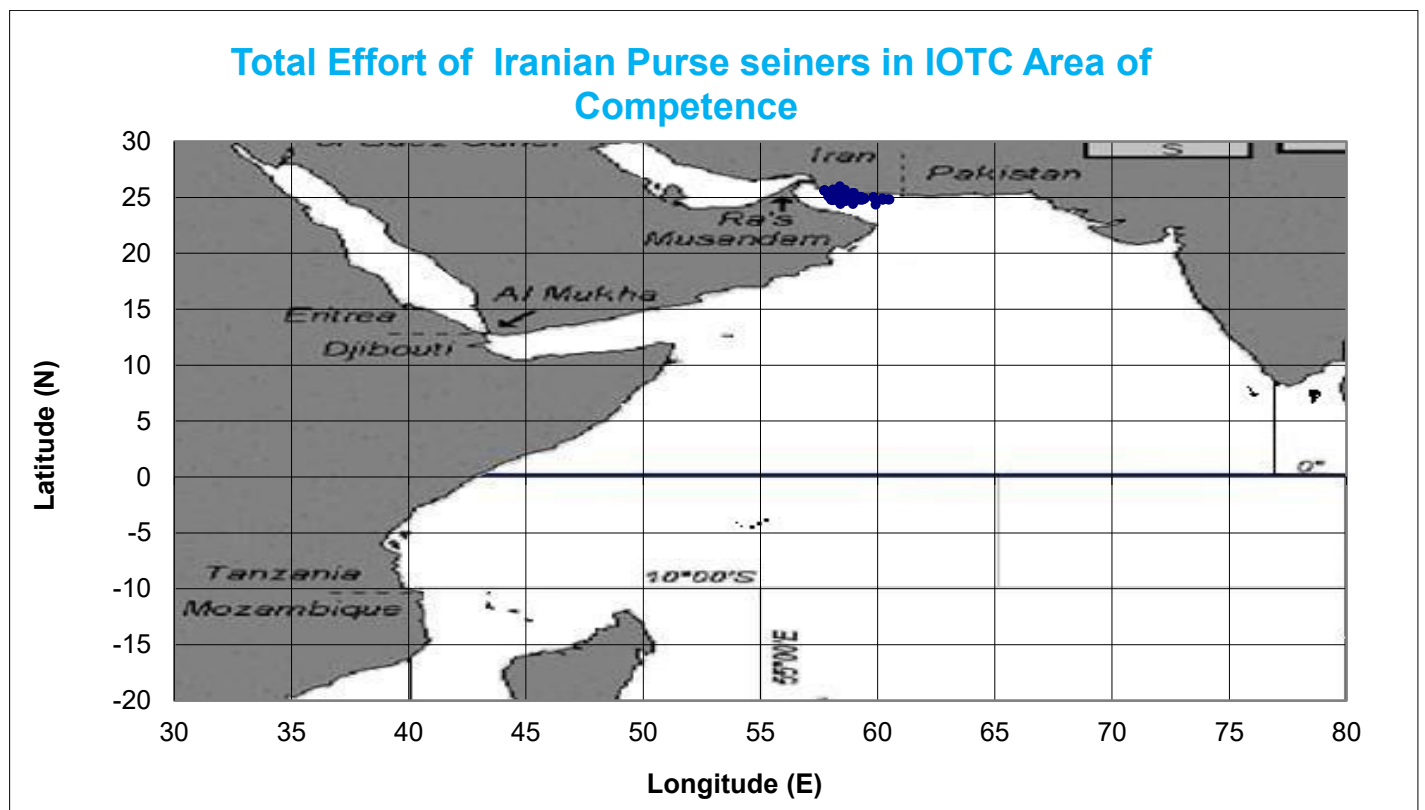 Total Effort of  Iranian Purse seiners in IOTC Area of
Competence
30
25
20
15
10
5
0
-5
-10
-15
-20
Latitude (N)
Iran
Pakistan
S
Ra's
Musandam
Al Mukha
Eritrea
Djibouti
0°
Tanzania
10°00'S
Mozambique
55°00'E
30 35 40 45 50 55 60 65 70 75 80
Longitude (E)